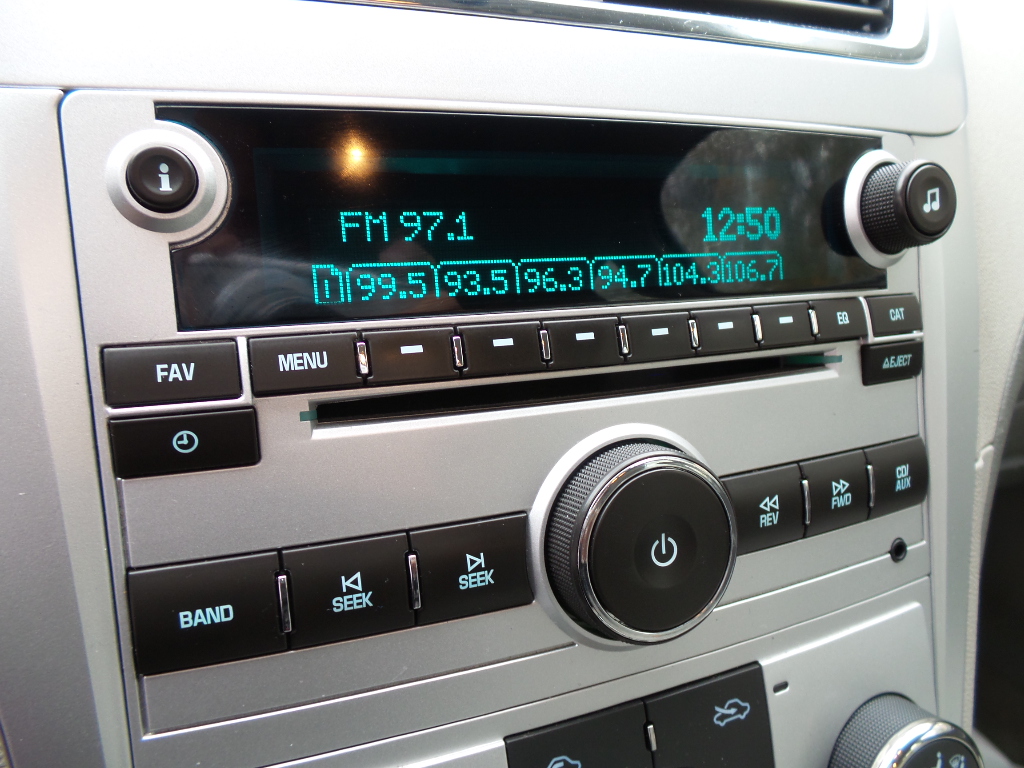 i
FM 97.1 12:50
1 99.5 93.5 96.3 94.7 104.3 106.7
FAV MENU EQ CAT
EJECT
BAND SEEK SEEK REV FWD CD/
AUX